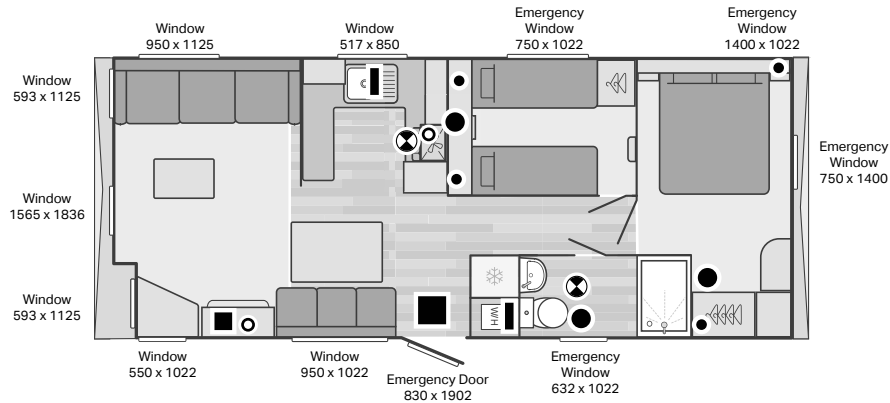 Window
950 x 1125
Window
517 x 850
Emergency
Window
750 x 1022
Emergency
Window
1400 x 1022
Window
593 x 1125
Emergency
Window
750 x 1400
Window
1565 x 1836
Window
593 x 1125
W/H
Window
550 x 1022
Window
950 x 1022
Emergency Door
830 x 1902
Emergency
Window
632 x 1022